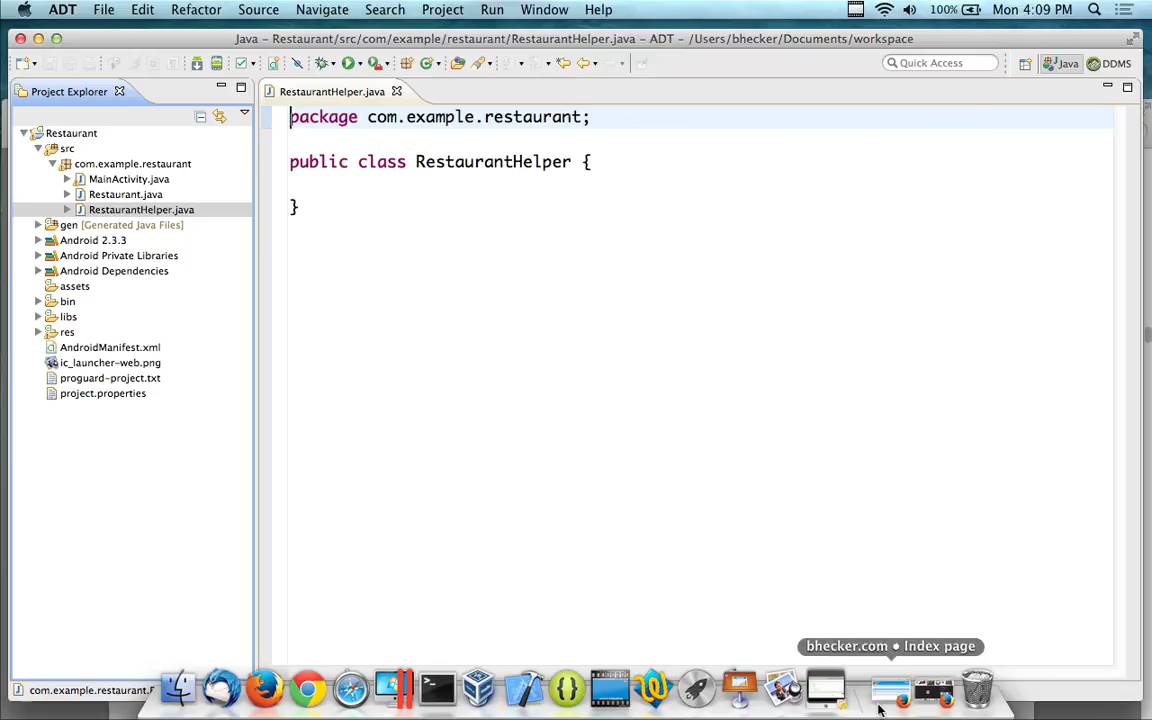 ADT File Edit Refactor Source Navigate Search Project Run Window Help 100% Mon 4:09 PM
Java – Restaurant/src/com/example/restaurant/RestaurantHelper.java – ADT – /Users/bhecker/Documents/workspace
Quick Access Java DDMS
Project Explorer
Restaurant
src
com.example.restaurant
MainActivity.java
Restaurant.java
RestaurantHelper.java
gen [Generated Java Files]
Android 2.3.3
Android Private Libraries
Android Dependencies
assets
bin
libs
res
AndroidManifest.xml
ic_launcher-web.png
proguard-project.txt
project.properties
RestaurantHelper.java
package com.example.restaurant;
public class RestaurantHelper {
}
bhecker.com • Index page
com.example.restaurant.